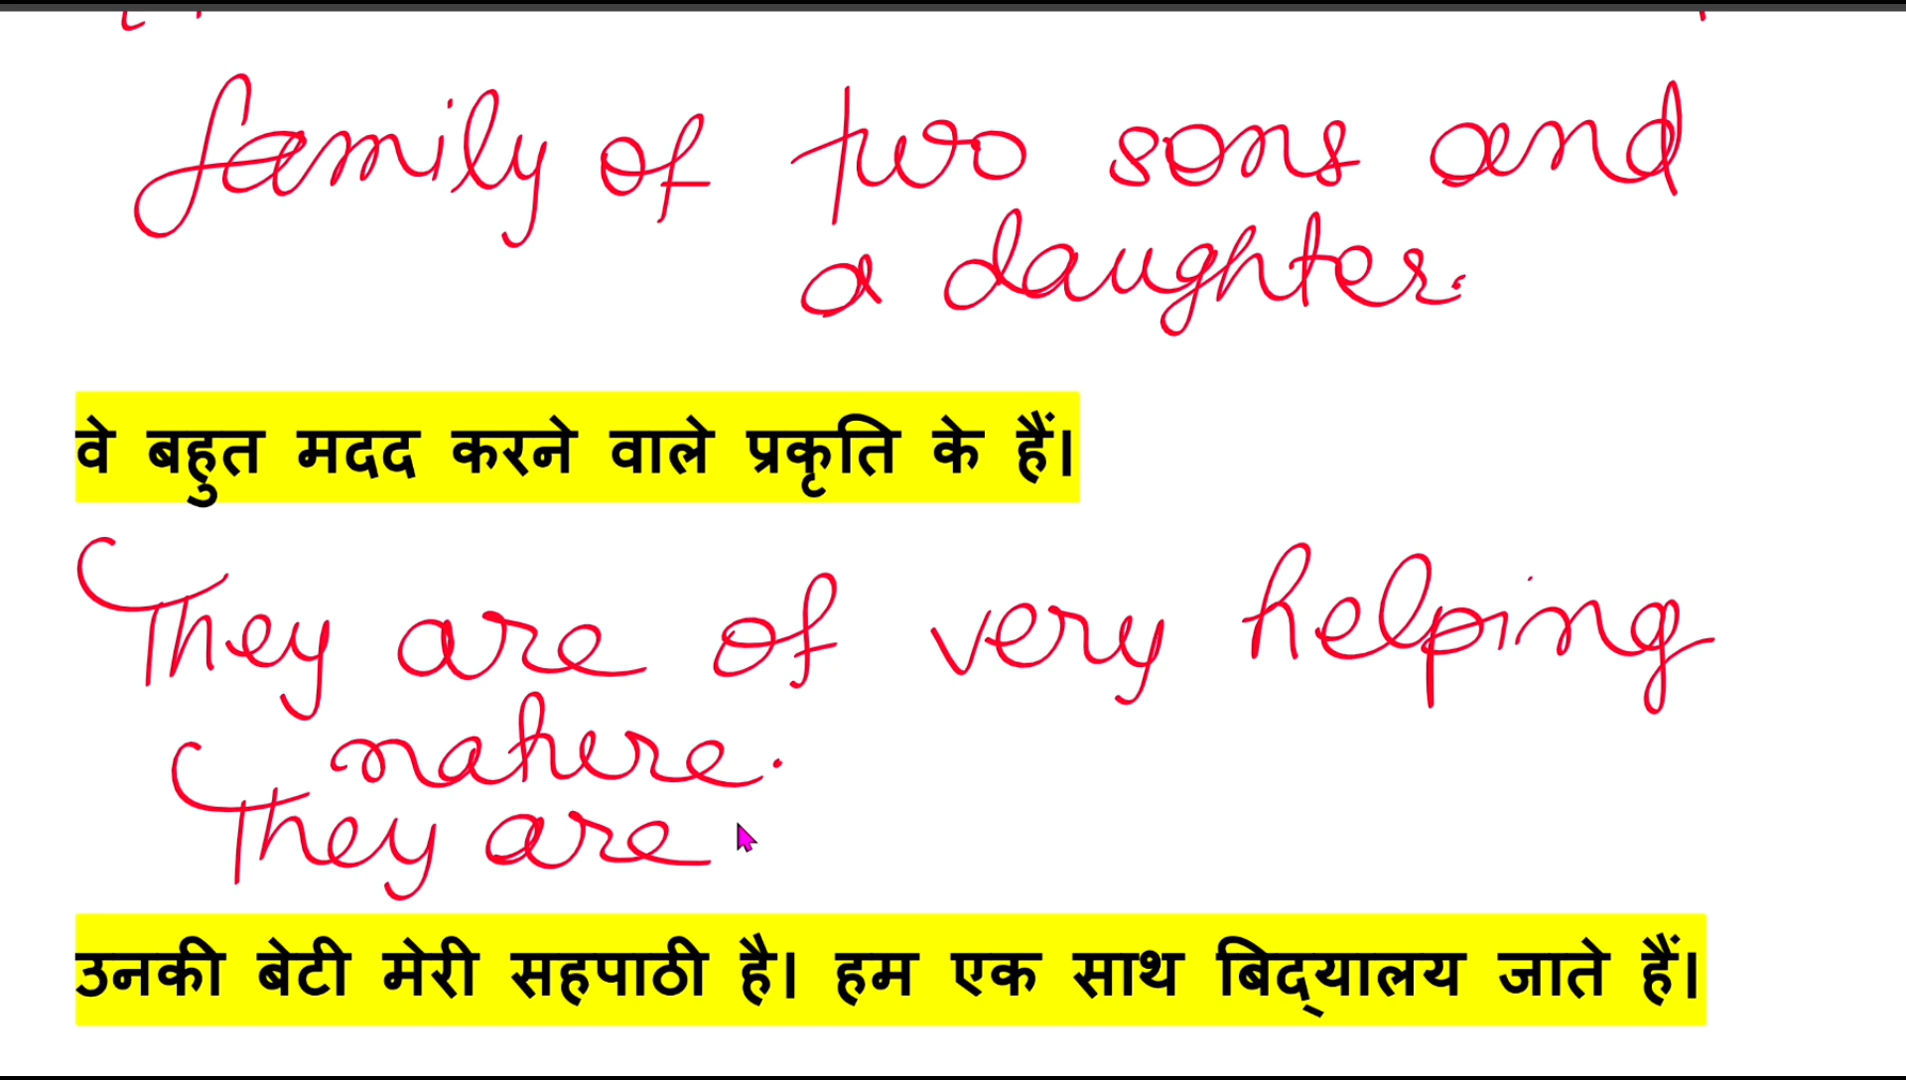 family of two sons and
a daughter.
वे बहुत मदद करने वाले प्रकृति के हैं।
They are of very helping
nature.
They are
उनकी बेटी मेरी सहपाठी है। हम एक साथ बिद्यालय जाते हैं।